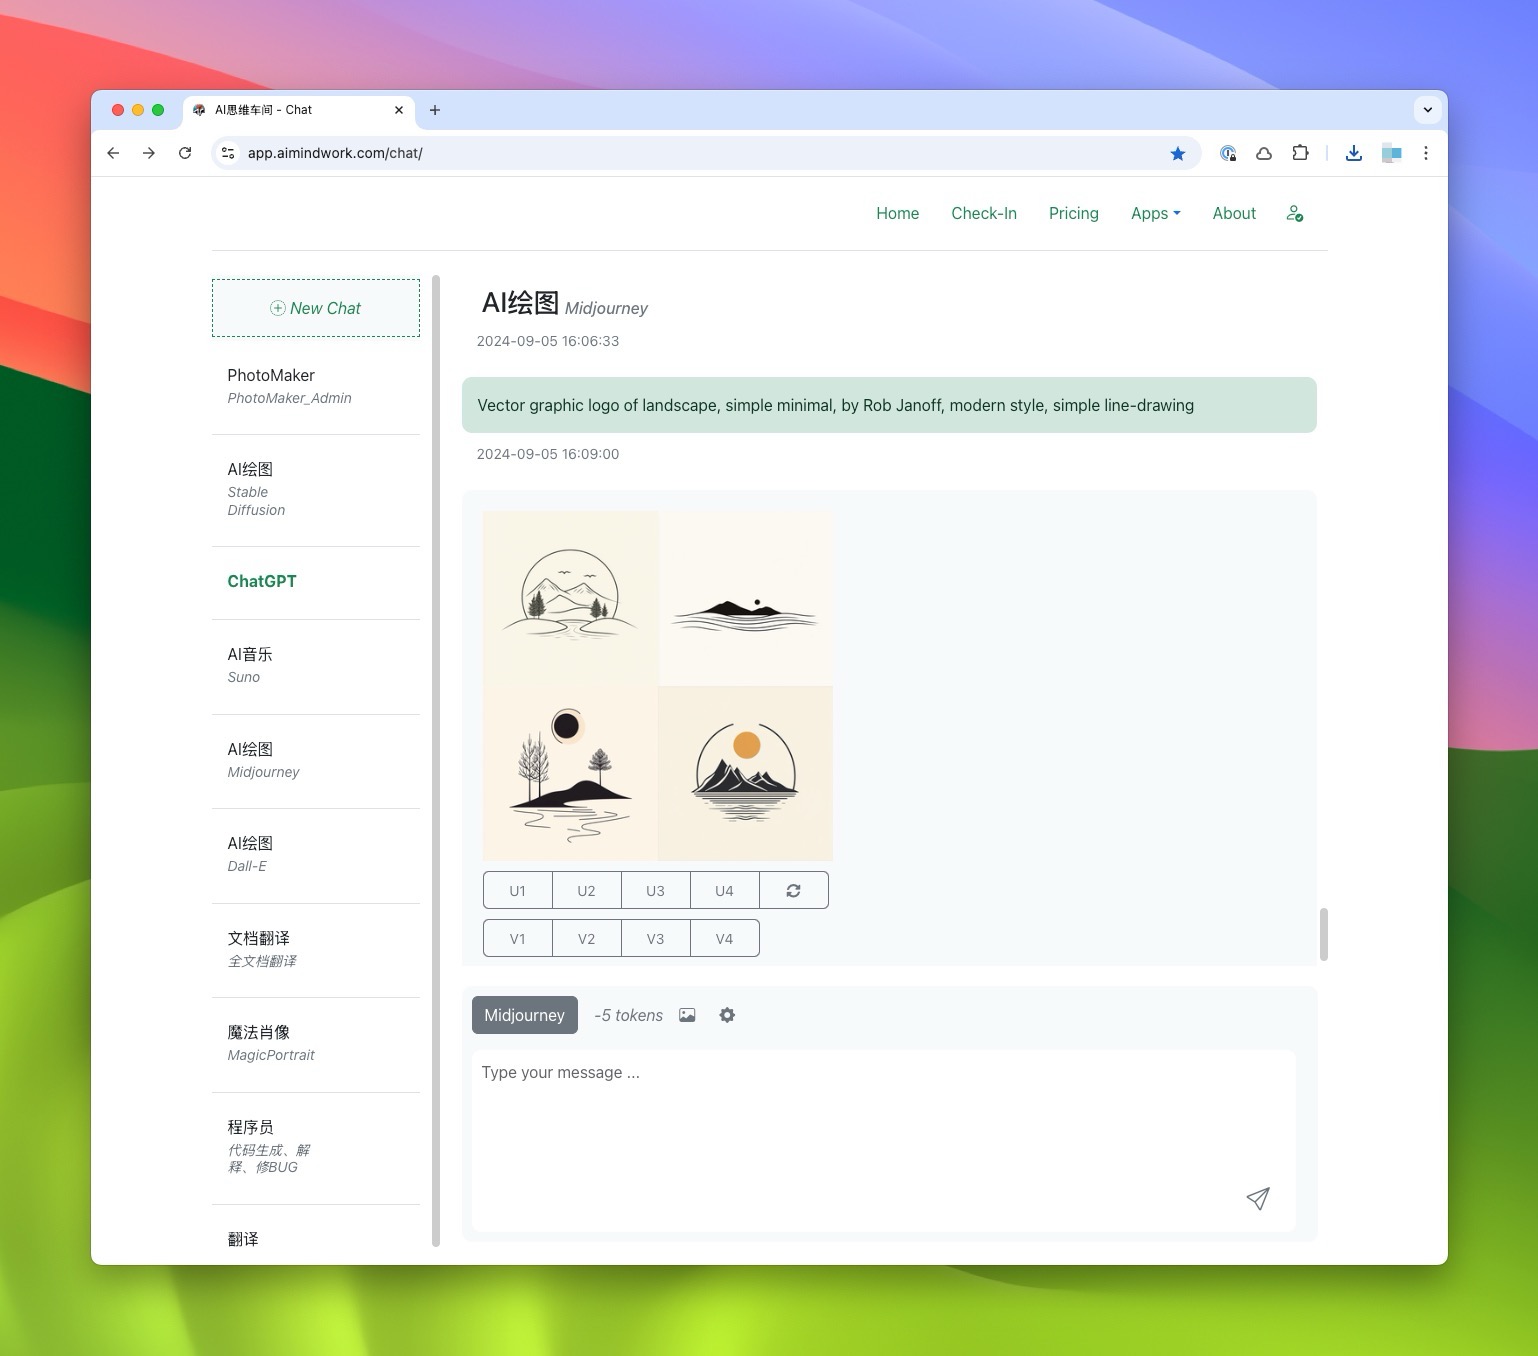 AI思维车间 - Chat
app.aimindwork.com/chat/
Home Check-In Pricing Apps About
New Chat
PhotoMaker
PhotoMaker_Admin
AI绘图
Stable
Diffusion
ChatGPT
AI音乐
Suno
AI绘图
Midjourney
AI绘图
Dall-E
文档翻译
全文档翻译
魔法肖像
MagicPortrait
程序员
代码生成、解
释、修BUG
翻译
AI绘图 Midjourney
2024-09-05 16:06:33
Vector graphic logo of landscape, simple minimal, by Rob Janoff, modern style, simple line-drawing
2024-09-05 16:09:00
U1 U2 U3 U4
V1 V2 V3 V4
Midjourney -5 tokens
Type your message ...